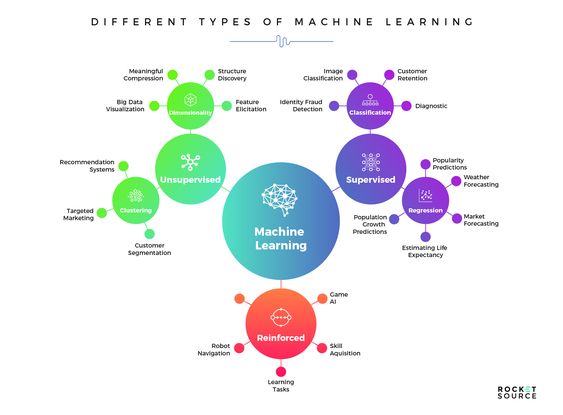 DIFFERENT TYPES OF MACHINE LEARNING
Meaningful
Compression
Structure
Discovery
Big Data
Visualization
Dimensionality
Feature
Elicitation
Unsupervised
Recommendation
Systems
Clustering
Targeted
Marketing
Customer
Segmentation
Image
Classification
Customer
Retention
Identity Fraud
Detection
Classification
Diagnostic
Supervised
Popularity
Predictions
Weather
Forecasting
Regression
Population
Growth
Predictions
Market
Forecasting
Estimating Life
Expectancy
Machine
Learning
Game
AI
Reinforced
Robot
Navigation
Skill
Aquisition
Learning
Tasks
ROCKET
SOURCE